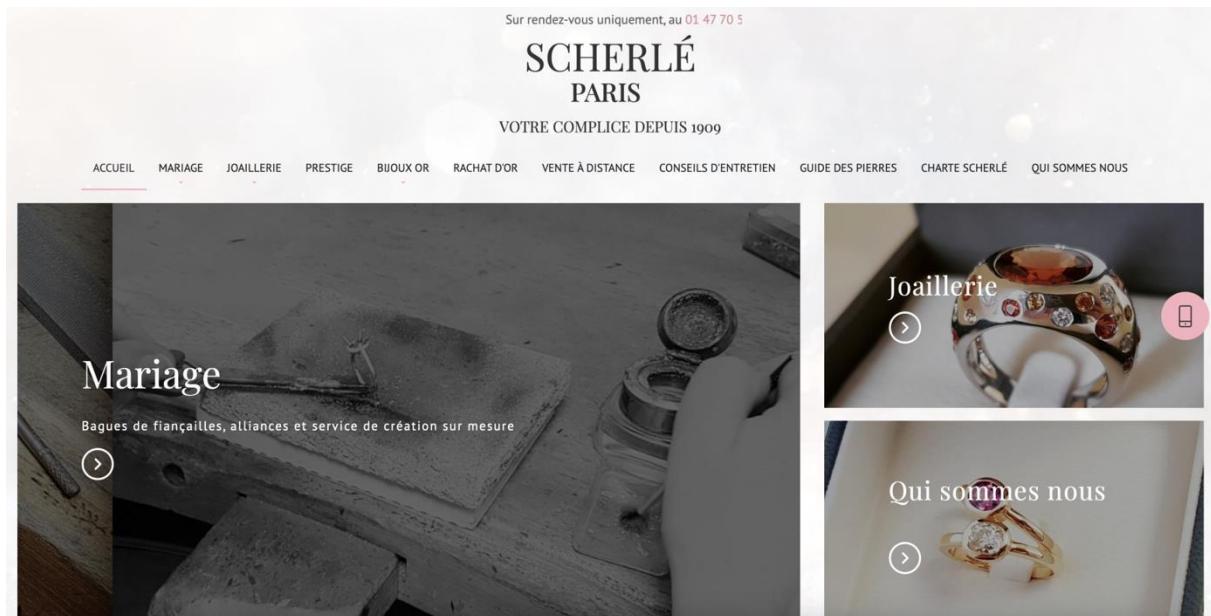 Sur rendez-vous uniquement, au 01 47 70 5
SCHERLÉ
PARIS
VOTRE COMPLICE DEPUIS 1909
ACCUEIL MARIAGE JOAILLERIE PRESTIGE BIJOUX OR RACHAT D'OR VENTE À DISTANCE CONSEILS D'ENTRETIEN GUIDE DES PIERRES CHARTE SCHERLÉ QUI SOMMES NOUS
Mariage
Bagues de fiançailles, alliances et service de création sur mesure
Joaillerie
Qui sommes nous